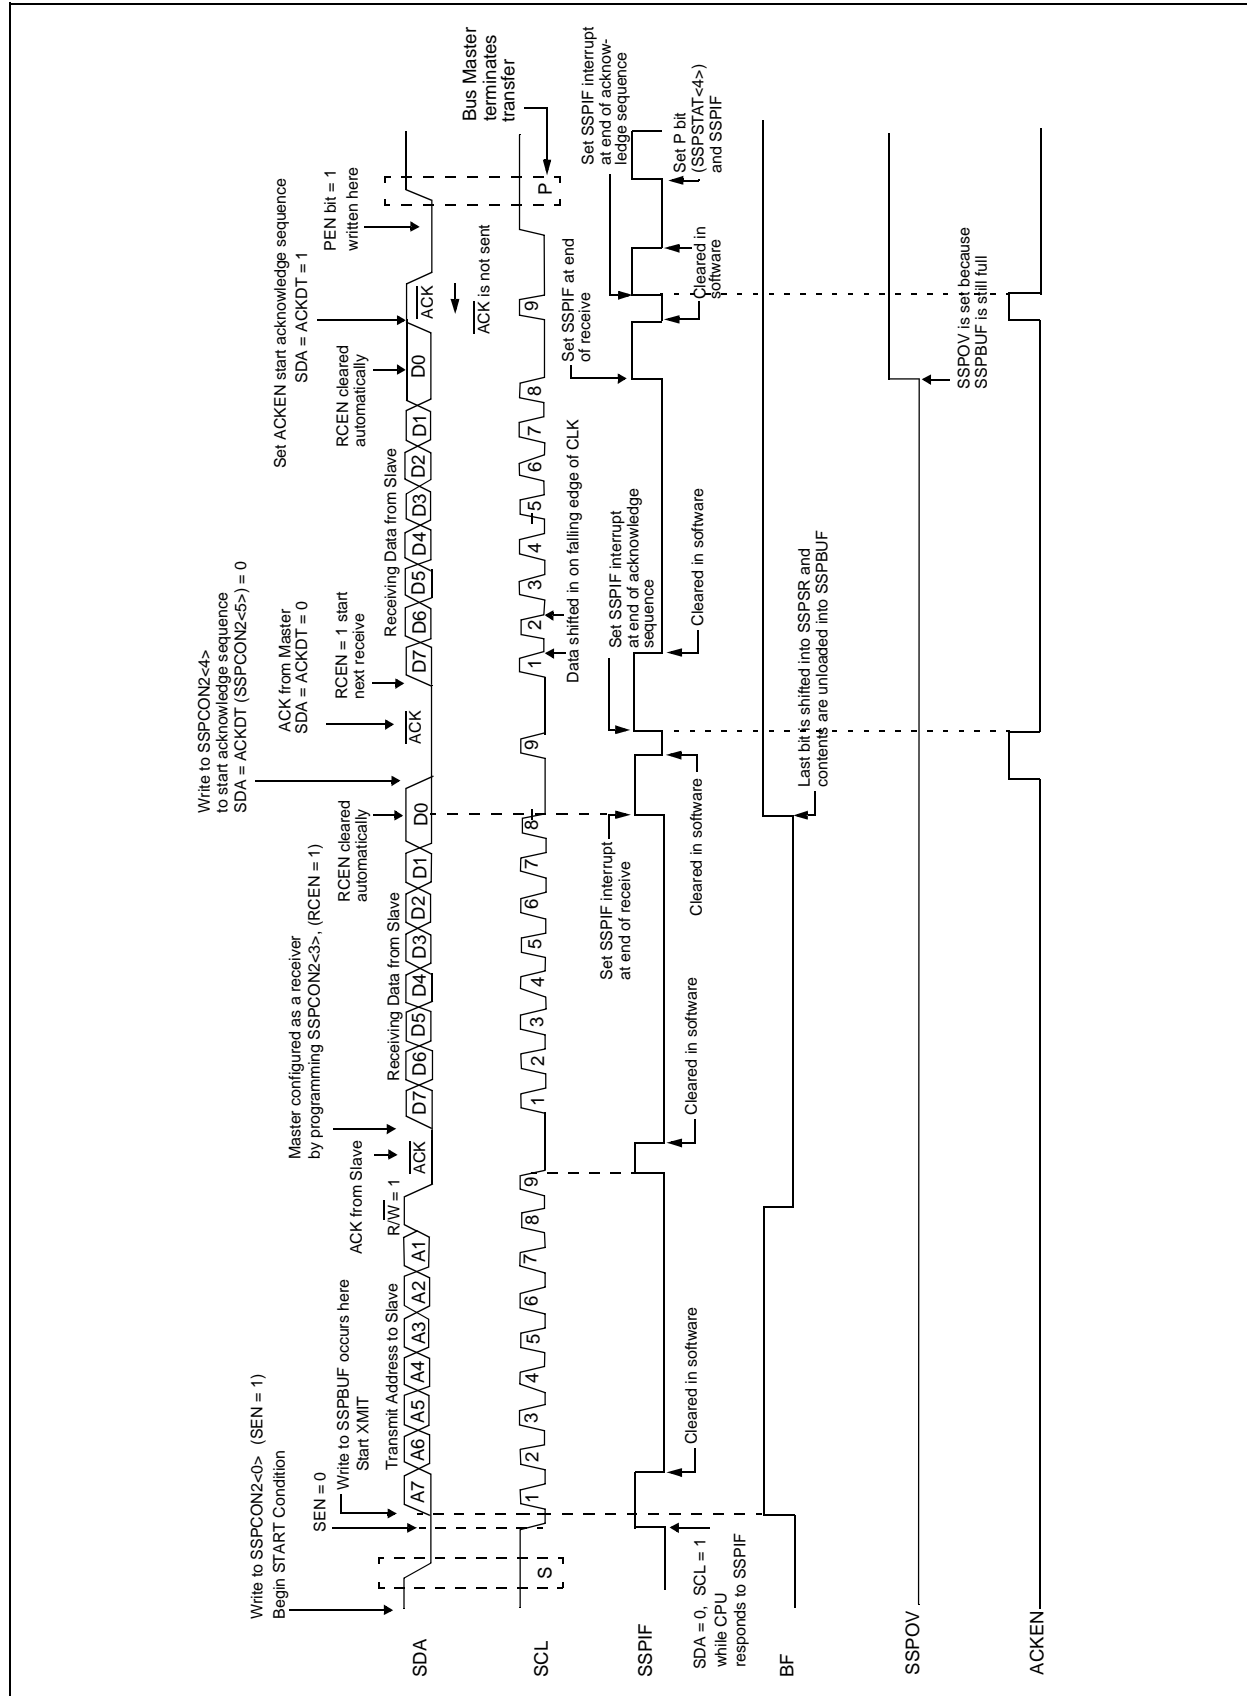 Write to SSPCON2<0> (SEN = 1)
Begin START Condition
SEN = 0
Write to SSPBUF occurs here
Start XMIT
Transmit Address to Slave
ACK from Slave
R/W = 1
Master configured as a receiver
by programming SSPCON2<3>, (RCEN = 1)
Receiving Data from Slave
RCEN cleared
automatically
Write to SSPCON2<4>
to start acknowledge sequence
SDA = ACKDT (SSPCON2<5>) = 0
ACK from Master
SDA = ACKDT = 0
RCEN = 1 start
next receive
Receiving Data from Slave
RCEN cleared
automatically
Set ACKEN start acknowledge sequence
SDA = ACKDT = 1
PEN bit = 1
written here
SDA
A7 A6 A5 A4 A3 A2 A1
ACK
D7 D6 D5 D4 D3 D2 D1 D0
ACK
D7 D6 D5 D4 D3 D2 D1 D0
ACK
ACK is not sent
Bus Master
terminates
transfer
SCL
S
1 2 3 4 5 6 7 8 9
1 2 3 4 5 6 7 8 9
1 2 3 4 5 6 7 8 9
P
Data shifted in on falling edge of CLK
Set SSPIF interrupt
at end of receive
Set SSPIF interrupt
at end of acknowledge
sequence
Set SSPIF at end
of receive
Set SSPIF interrupt
at end of acknow-
ledge sequence
SSPIF
SDA = 0, SCL = 1
while CPU
responds to SSPIF
Cleared in software
Cleared in software
Cleared in software
Cleared in software
Cleared in
software
Set P bit
(SSPSTAT<4>)
and SSPIF
BF
Last bit is shifted into SSPSR and
contents are unloaded into SSPBUF
SSPOV
SSPOV is set because
SSPBUF is still full
ACKEN